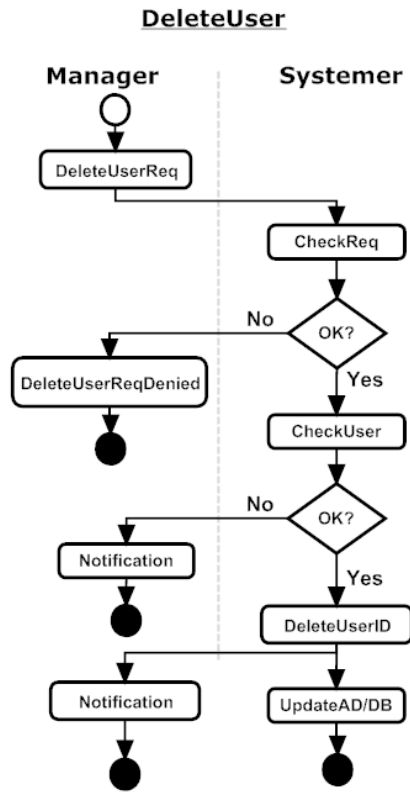 DeleteUser
Manager
Systemer
DeleteUserReq
CheckReq
No
OK?
DeleteUserReqDenied
Yes
CheckUser
No
OK?
Notification
Yes
DeleteUserID
Notification
UpdateAD/DB